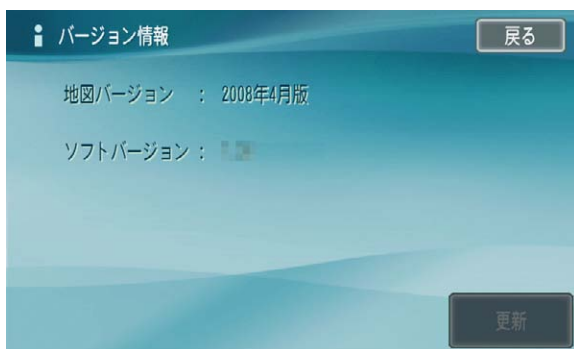 バージョン情報
戻る
地図バージョン : 2008年4月版
ソフトバージョン :
更新